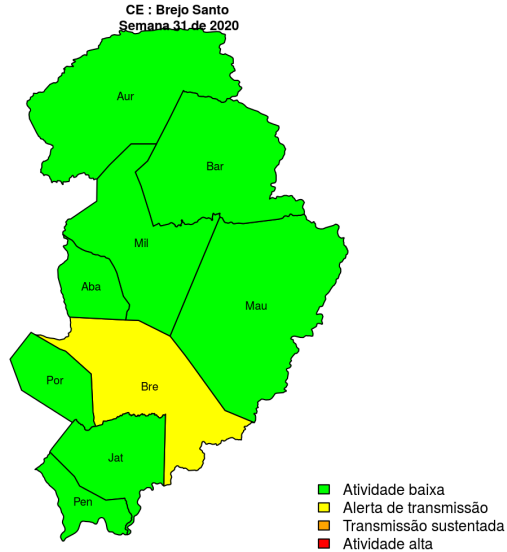 CE : Brejo Santo
Semana 31 de 2020
Aur
Bar
Mil
Aba
Mau
Por
Bre
Jat
Pen
Atividade baixa
Alerta de transmissão
Transmissão sustentada
Atividade alta